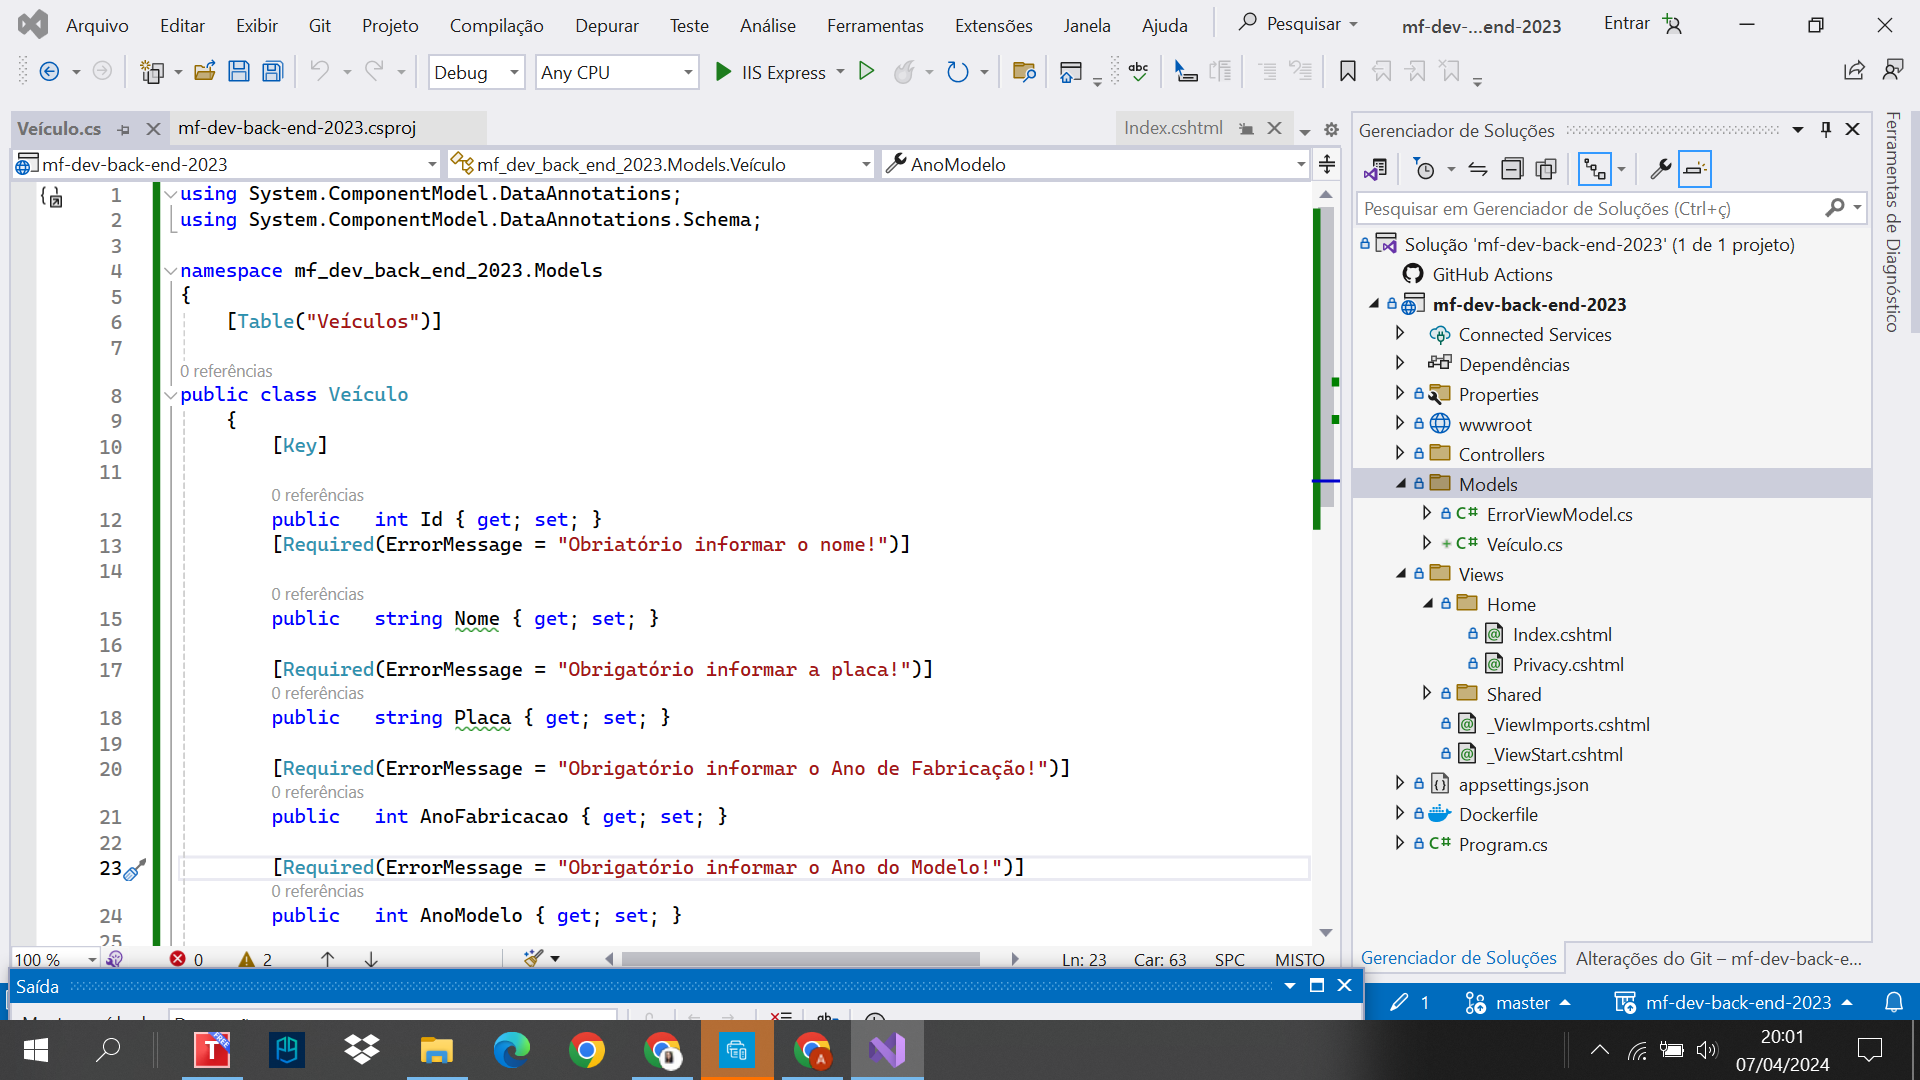 Arquivo Editar Exibir Git Projeto Compilação Depurar Teste Análise Ferramentas Extensões Janela Ajuda Pesquisar mf-dev-...end-2023 Entrar
Debug Any CPU IIS Express abc
Veículo.cs mf-dev-back-end-2023.csproj Index.cshtml
mf-dev-back-end-2023 mf_dev_back_end_2023.Models.Veículo AnoModelo
1 using System.ComponentModel.DataAnnotations;
2 using System.ComponentModel.DataAnnotations.Schema;
3
4 namespace mf_dev_back_end_2023.Models
5 {
6 [Table("Veículos")]
7
0 referências
8 public class Veículo
9 {
10 [Key]
11
0 referências
12 public int Id { get; set; }
13 [Required(ErrorMessage = "Obriatório informar o nome!")]
14
0 referências
15 public string Nome { get; set; }
16
17 [Required(ErrorMessage = "Obrigatório informar a placa!")]
0 referências
18 public string Placa { get; set; }
19
20 [Required(ErrorMessage = "Obrigatório informar o Ano de Fabricação!")]
0 referências
21 public int AnoFabricacao { get; set; }
22
23 [Required(ErrorMessage = "Obrigatório informar o Ano do Modelo!")]
0 referências
24 public int AnoModelo { get; set; }
25
100 % 0 2 Ln: 23 Car: 63 SPC MISTO
Saída
Gerenciador de Soluções
Pesquisar em Gerenciador de Soluções (Ctrl+ç)
Solução 'mf-dev-back-end-2023' (1 de 1 projeto)
GitHub Actions
mf-dev-back-end-2023
Connected Services
Dependências
Properties
wwwroot
Controllers
Models
C# ErrorViewModel.cs
C# Veículo.cs
Views
Home
Index.cshtml
Privacy.cshtml
Shared
_ViewImports.cshtml
_ViewStart.cshtml
appsettings.json
Dockerfile
C# Program.cs
Gerenciador de Soluções Alterações do Git – mf-dev-back-e...
Ferramentas de Diagnóstico
1 master mf-dev-back-end-2023
20:01
07/04/2024